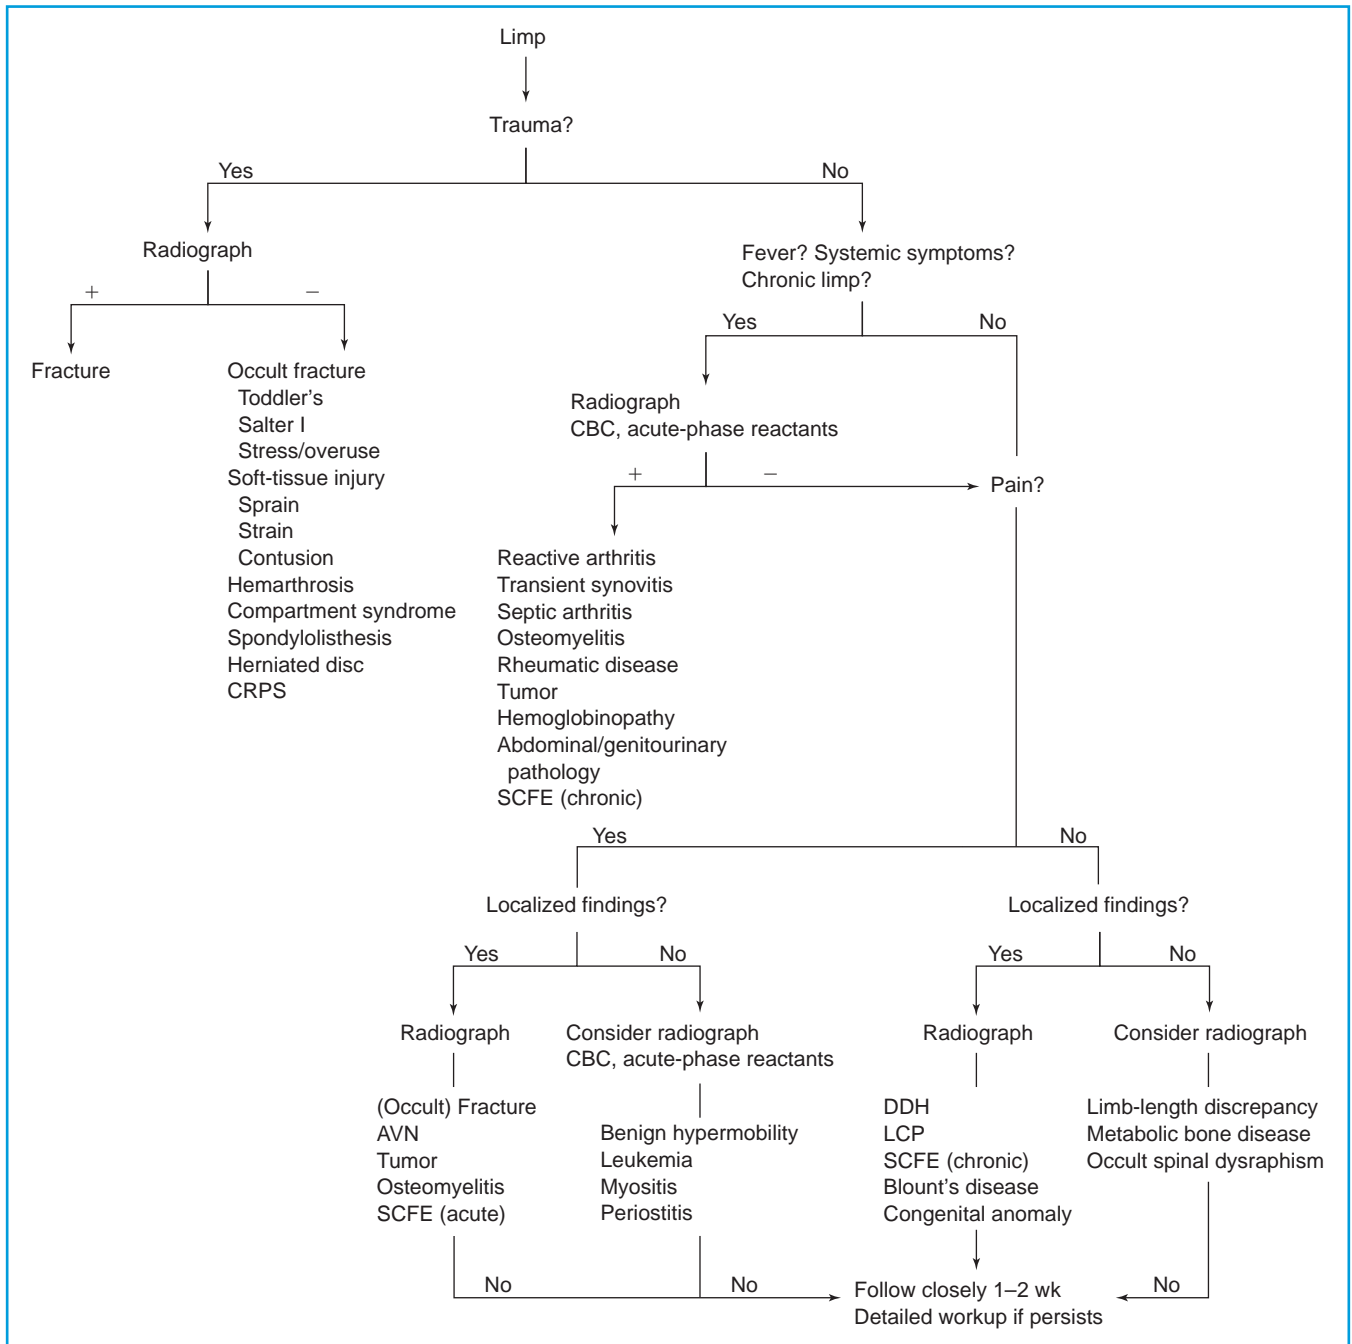 Limp
Trauma?
Yes
No
Radiograph
Fever? Systemic symptoms?
Chronic limp?
+
−
Yes
No
Fracture
Occult fracture
Toddler's
Salter I
Stress/overuse
Soft-tissue injury
Sprain
Strain
Contusion
Hemarthrosis
Compartment syndrome
Spondylolisthesis
Herniated disc
CRPS
Radiograph
CBC, acute-phase reactants
+
−
Pain?
Reactive arthritis
Transient synovitis
Septic arthritis
Osteomyelitis
Rheumatic disease
Tumor
Hemoglobinopathy
Abdominal/genitourinary
pathology
SCFE (chronic)
Yes
No
Localized findings?
Localized findings?
Yes
No
Yes
No
Radiograph
Consider radiograph
CBC, acute-phase reactants
Radiograph
Consider radiograph
(Occult) Fracture
AVN
Tumor
Osteomyelitis
SCFE (acute)
Benign hypermobility
Leukemia
Myositis
Periostitis
DDH
LCP
SCFE (chronic)
Blount's disease
Congenital anomaly
Limb-length discrepancy
Metabolic bone disease
Occult spinal dysraphism
No
No
Follow closely 1–2 wk
Detailed workup if persists
No